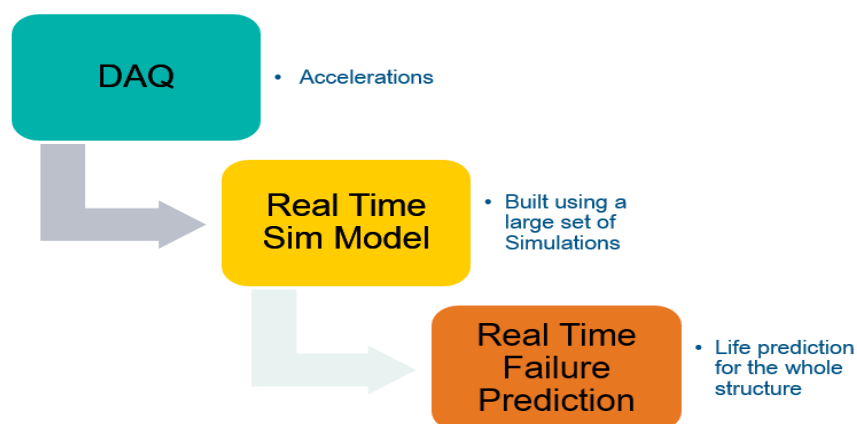 DAQ
• Accelerations
Real Time
Sim Model
• Built using a
large set of
Simulations
Real Time
Failure
Prediction
• Life prediction
for the whole
structure